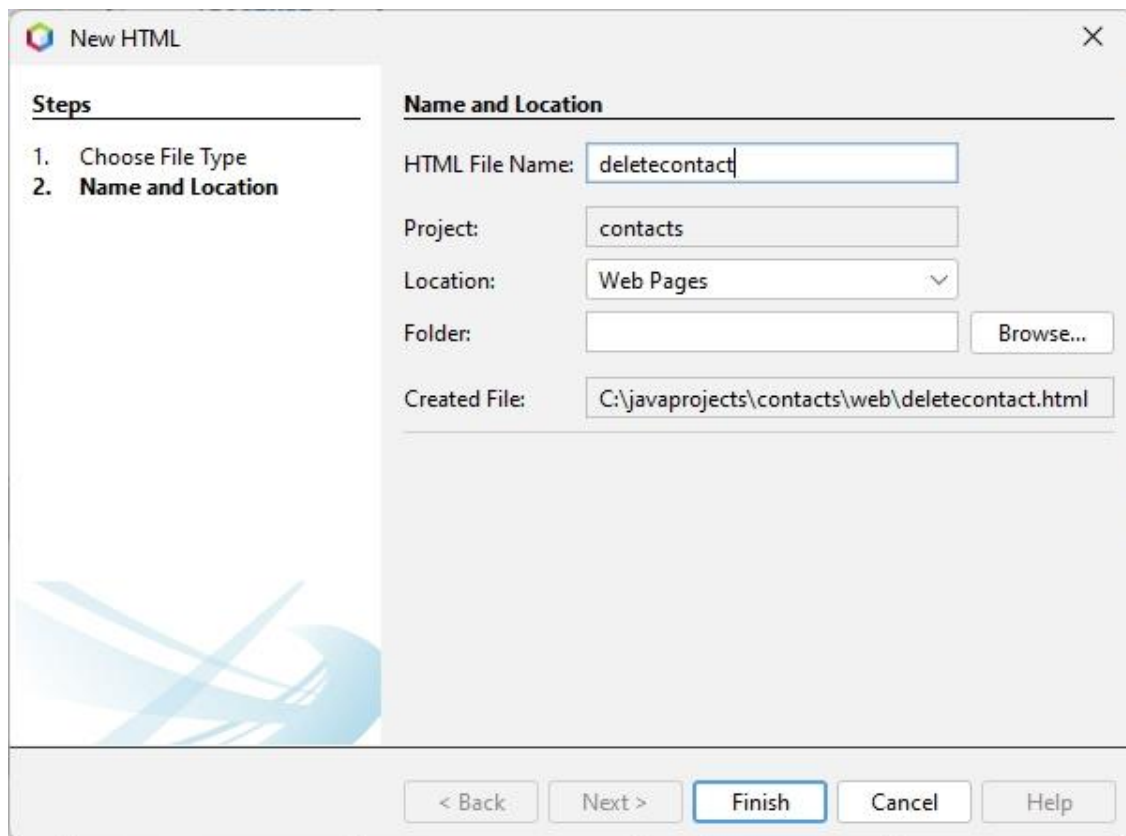 New HTML
Steps
1. Choose File Type
2. Name and Location
Name and Location
HTML File Name: deletecontact
Project: contacts
Location: Web Pages
Folder: Browse...
Created File: C:\javaprojects\contacts\web\deletecontact.html
< Back Next > Finish Cancel Help